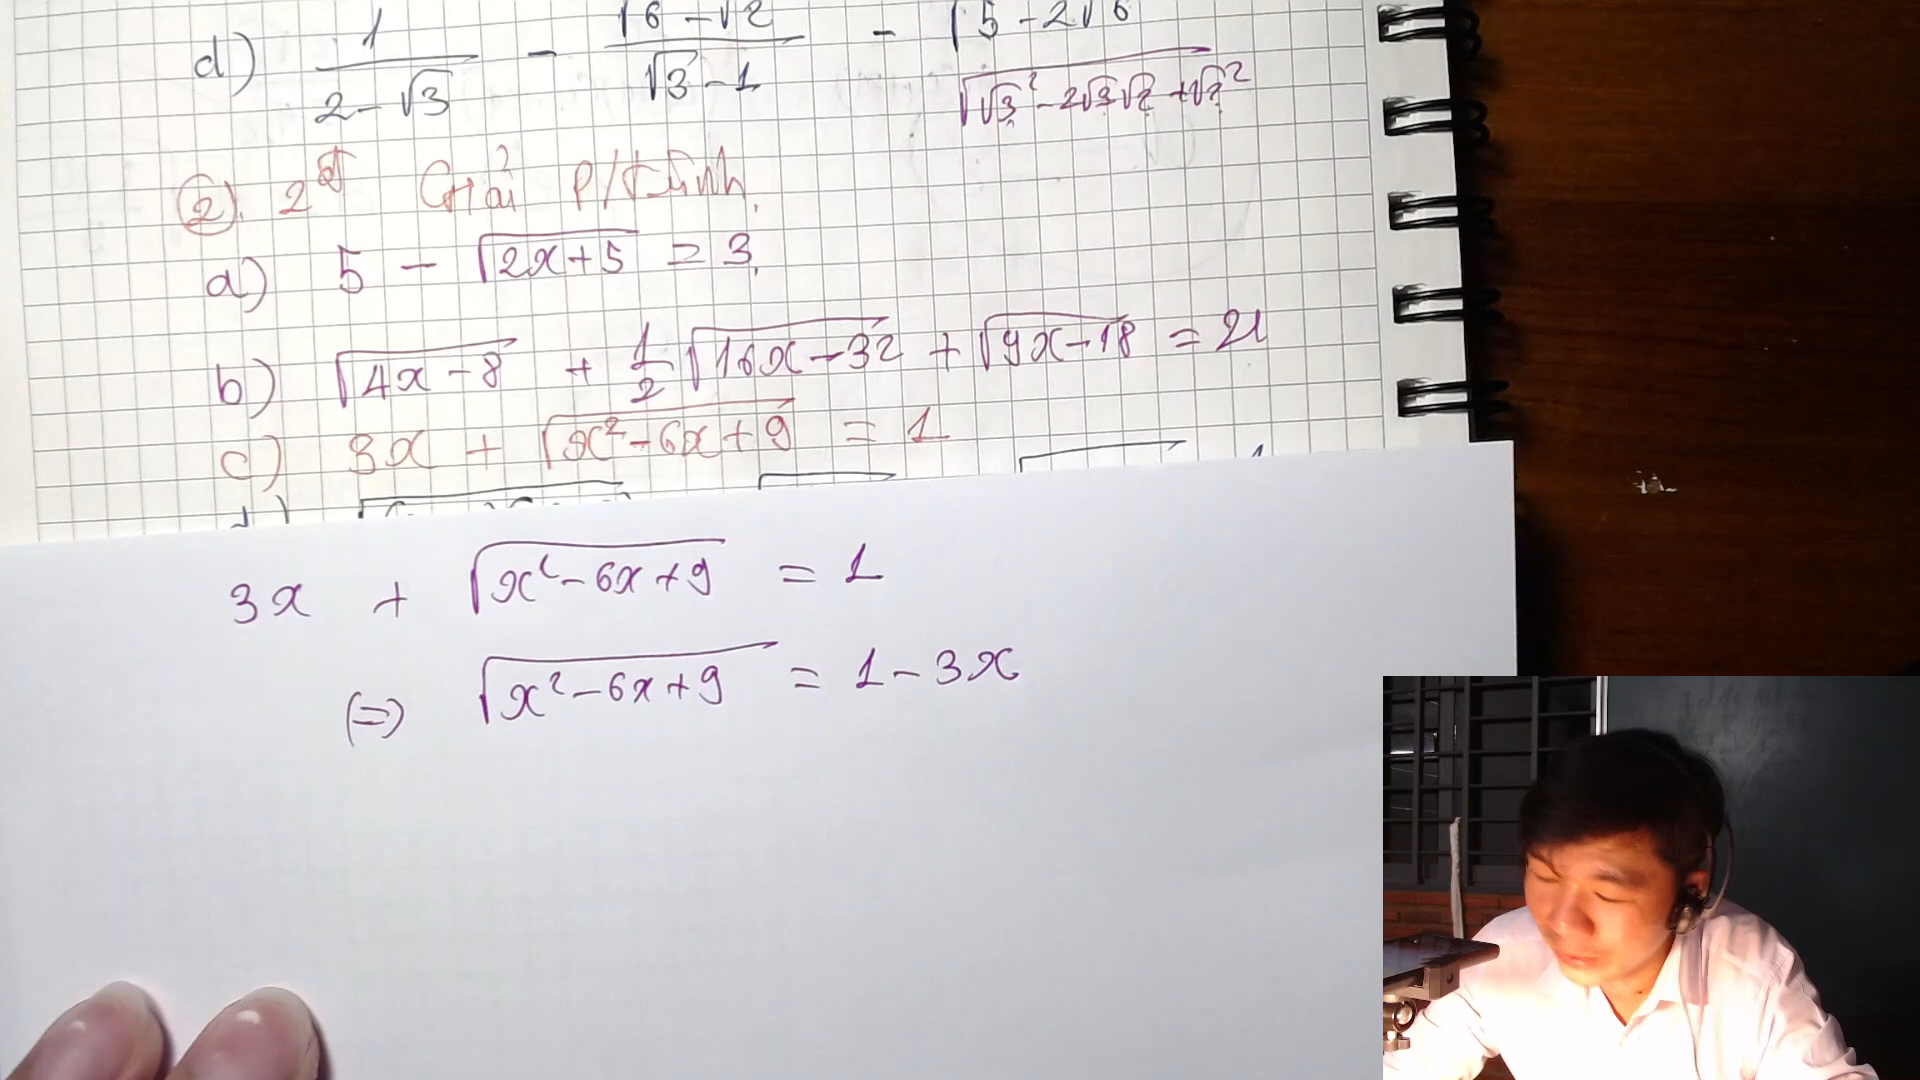 d) 1/(2-√3) - (√6-√2)/(√3-1) - √5-2√6
√(√3² - 2√3√2 + √2²)
②. 2đ Giải P/trình.
a) 5 - √(2x+5) = 3.
b) √(4x-8) + 1/2 √(16x-32) + √(9x-18) = 21
c) 3x + √(x²-6x+9) = 1
3x + √(x²-6x+9) = 1
(=) √(x²-6x+9) = 1-3x